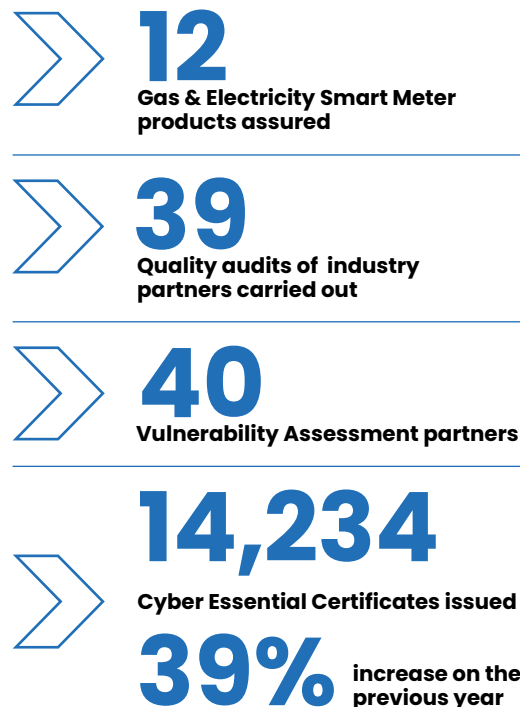 12
Gas & Electricity Smart Meter
products assured
39
Quality audits of  industry
partners carried out
40
Vulnerability Assessment partners
14,234
Cyber Essential Certificates issued
39%
increase on the
previous year